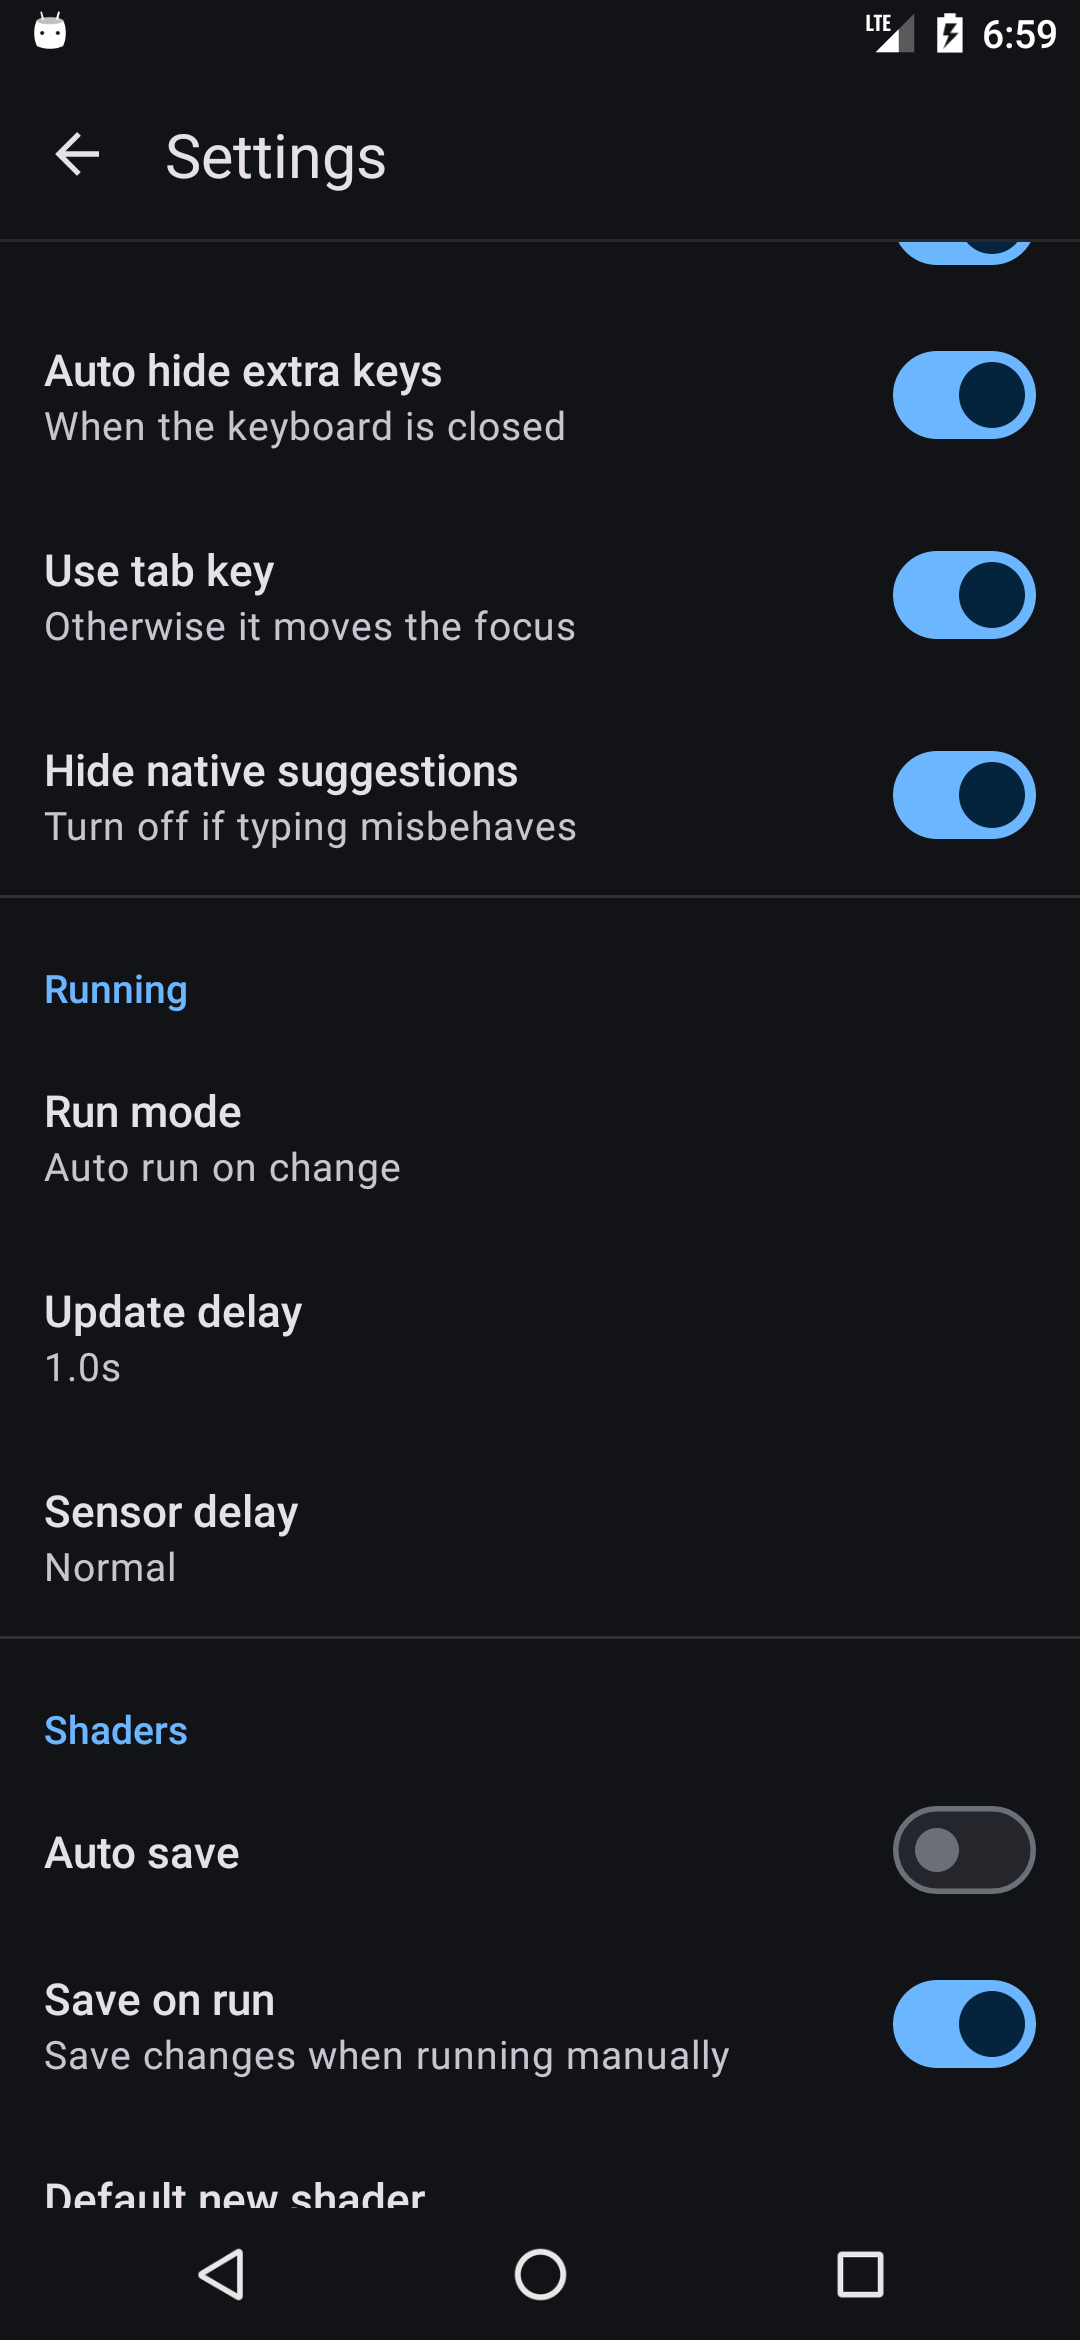 LTE 6:59
Settings
Auto hide extra keys
When the keyboard is closed
Use tab key
Otherwise it moves the focus
Hide native suggestions
Turn off if typing misbehaves
Running
Run mode
Auto run on change
Update delay
1.0s
Sensor delay
Normal
Shaders
Auto save
Save on run
Save changes when running manually
Default new shader